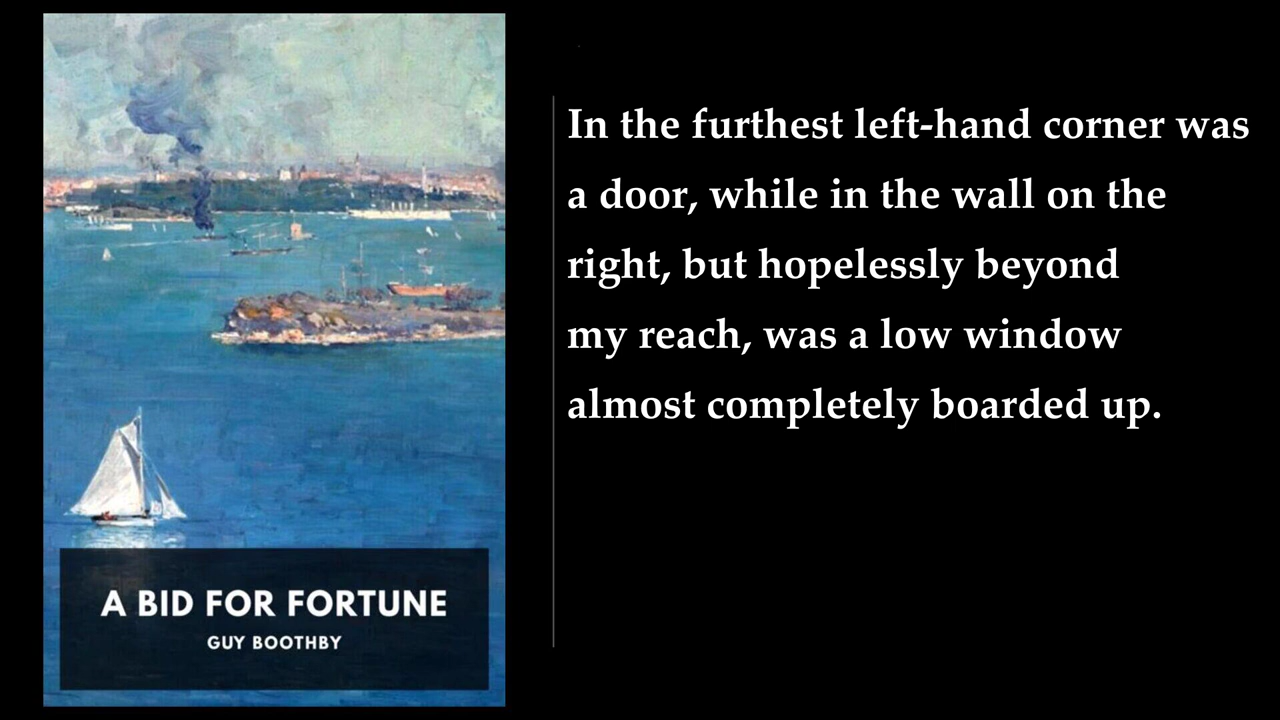 In the furthest left-hand corner was
a door, while in the wall on the
right, but hopelessly beyond
my reach, was a low window
almost completely boarded up.
A BID FOR FORTUNE
GUY BOOTHBY